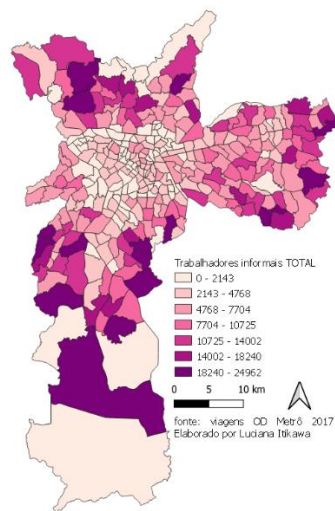 Trabalhadores informais TOTAL
0 - 2143
2143 - 4768
4768 - 7704
7704 - 10725
10725 - 14002
14002 - 18240
18240 - 24962
0 5 10 km
fonte: viagens OD Metrô 2017
Elaborado por Luciana Itikawa